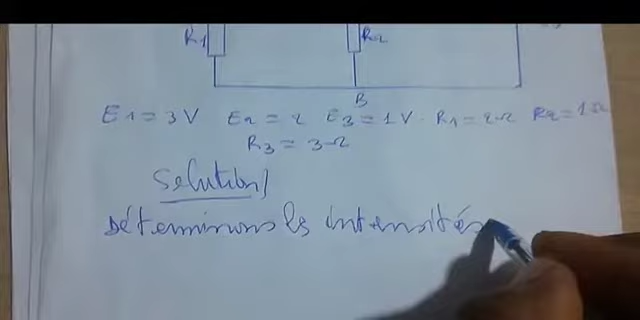 R1 R2
B
E1 = 3V E2 = 2 E3 = 1V. R1 = 2Ω R2 = 1Ω
R3 = 3Ω
Solution
Déterminons les intensités